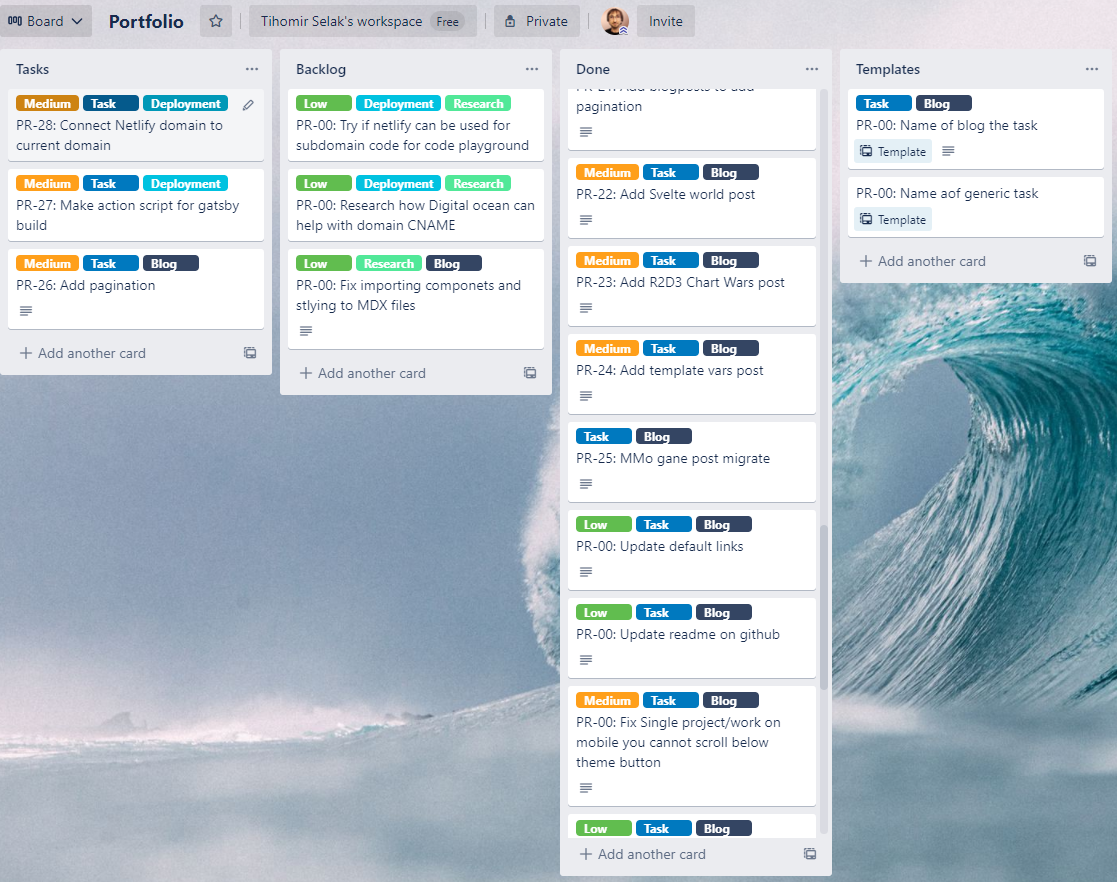 Board
Portfolio
Tihomir Selak's workspace Free
Private
Invite
Tasks
Medium Task Deployment
PR-28: Connect Netlify domain to
current domain
Medium Task Deployment
PR-27: Make action script for gatsby
build
Medium Task Blog
PR-26: Add pagination
Add another card
Backlog
Low Deployment Research
PR-00: Try if netlify can be used for
subdomain code for code playground
Low Deployment Research
PR-00: Research how Digital ocean can
help with domain CNAME
Low Research Blog
PR-00: Fix importing componets and
stlying to MDX files
Add another card
Done
PR-21: Add blogposts to add
pagination
Medium Task Blog
PR-22: Add Svelte world post
Medium Task Blog
PR-23: Add R2D3 Chart Wars post
Medium Task Blog
PR-24: Add template vars post
Task Blog
PR-25: MMo gane post migrate
Low Task Blog
PR-00: Update default links
Low Task Blog
PR-00: Update readme on github
Medium Task Blog
PR-00: Fix Single project/work on
mobile you cannot scroll below
theme button
Low Task Blog
Add another card
Templates
Task Blog
PR-00: Name of blog the task
Template
PR-00: Name aof generic task
Template
Add another card